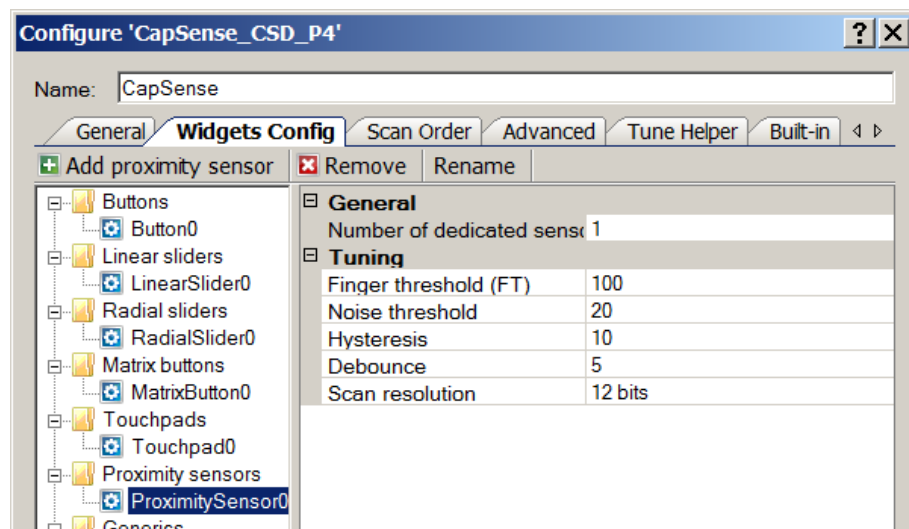 Configure 'CapSense_CSD_P4'
Name: CapSense
General Widgets Config Scan Order Advanced Tune Helper Built-in
Add proximity sensor Remove Rename
Buttons
Button0
Linear sliders
LinearSlider0
Radial sliders
RadialSlider0
Matrix buttons
MatrixButton0
Touchpads
Touchpad0
Proximity sensors
ProximitySensor0
Generics
General
Number of dedicated senso 1
Tuning
Finger threshold (FT) 100
Noise threshold 20
Hysteresis 10
Debounce 5
Scan resolution 12 bits